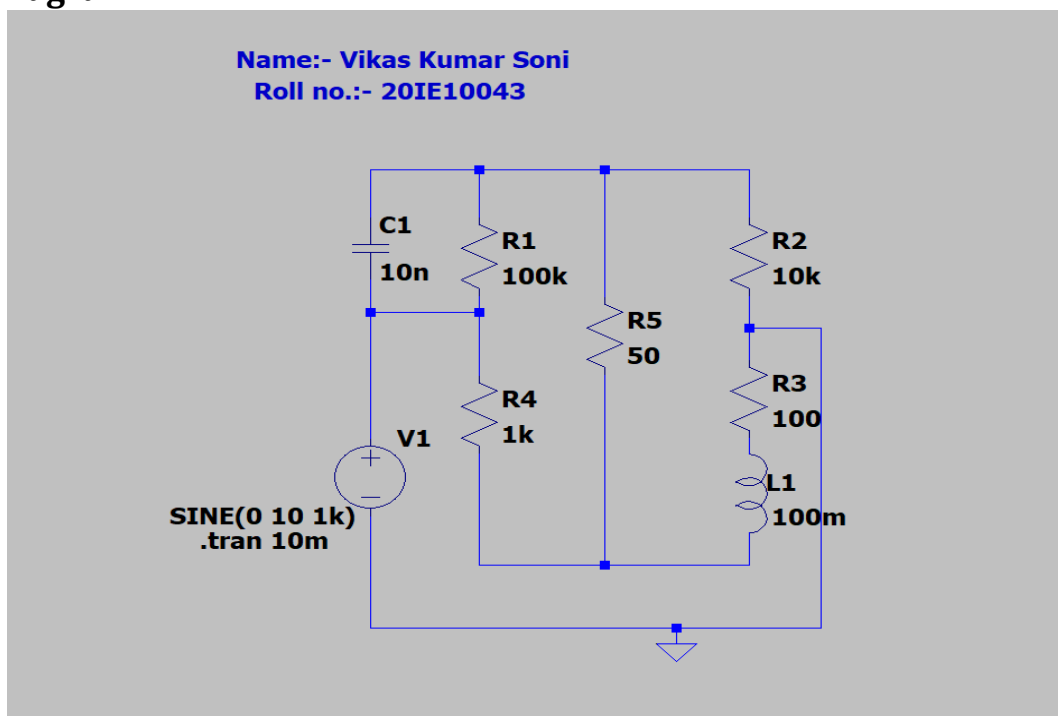 Name:- Vikas Kumar Soni
Roll no.:- 20IE10043
C1
10n
R1
100k
R2
10k
R5
50
R3
100
R4
1k
V1
L1
100m
SINE(0 10 1k)
.tran 10m